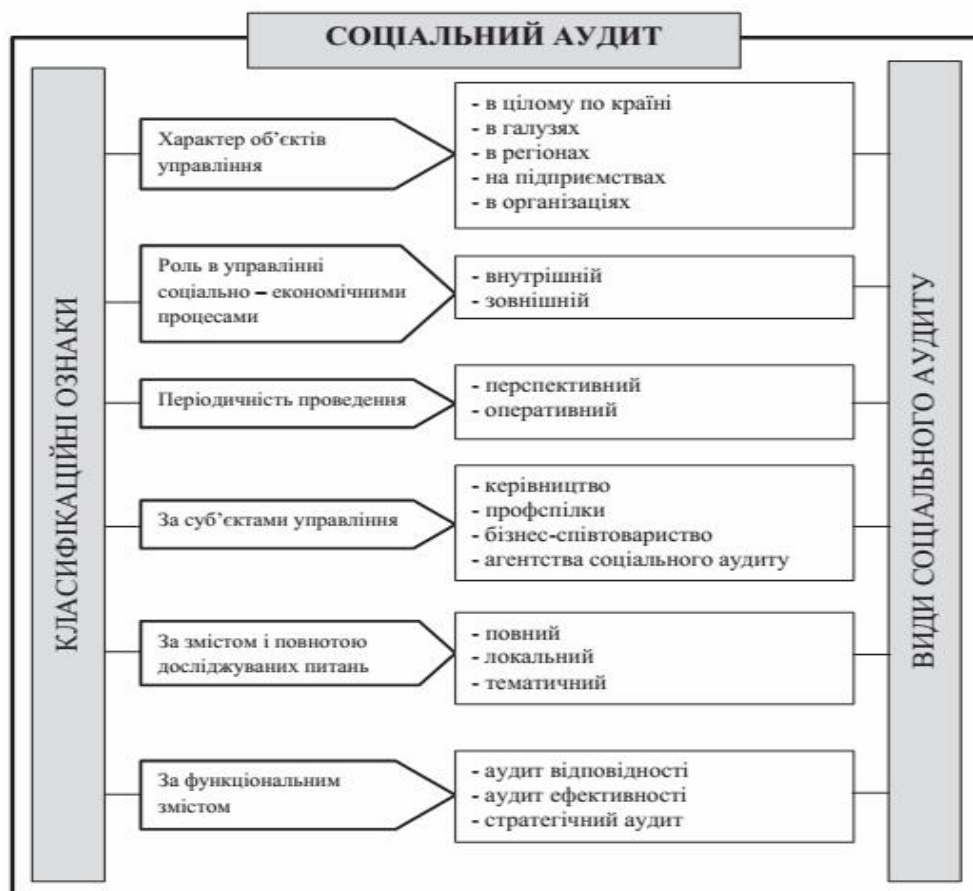 СОЦІАЛЬНИЙ АУДИТ
КЛАСИФІКАЦІЙНІ ОЗНАКИ
Характер об’єктів
управління
- в цілому по країні
- в галузях
- в регіонах
- на підприємствах
- в організаціях
Роль в управлінні
соціально – економічними
процесами
- внутрішній
- зовнішній
Періодичність проведення
- перспективний
- оперативний
За суб’єктами управління
- керівництво
- профспілки
- бізнес-співтовариство
- агентства соціального аудиту
За змістом і повнотою
досліджуваних питань
- повний
- локальний
- тематичний
За функціональним
змістом
- аудит відповідності
- аудит ефективності
- стратегічний аудит
ВИДИ СОЦІАЛЬНОГО АУДИТУ